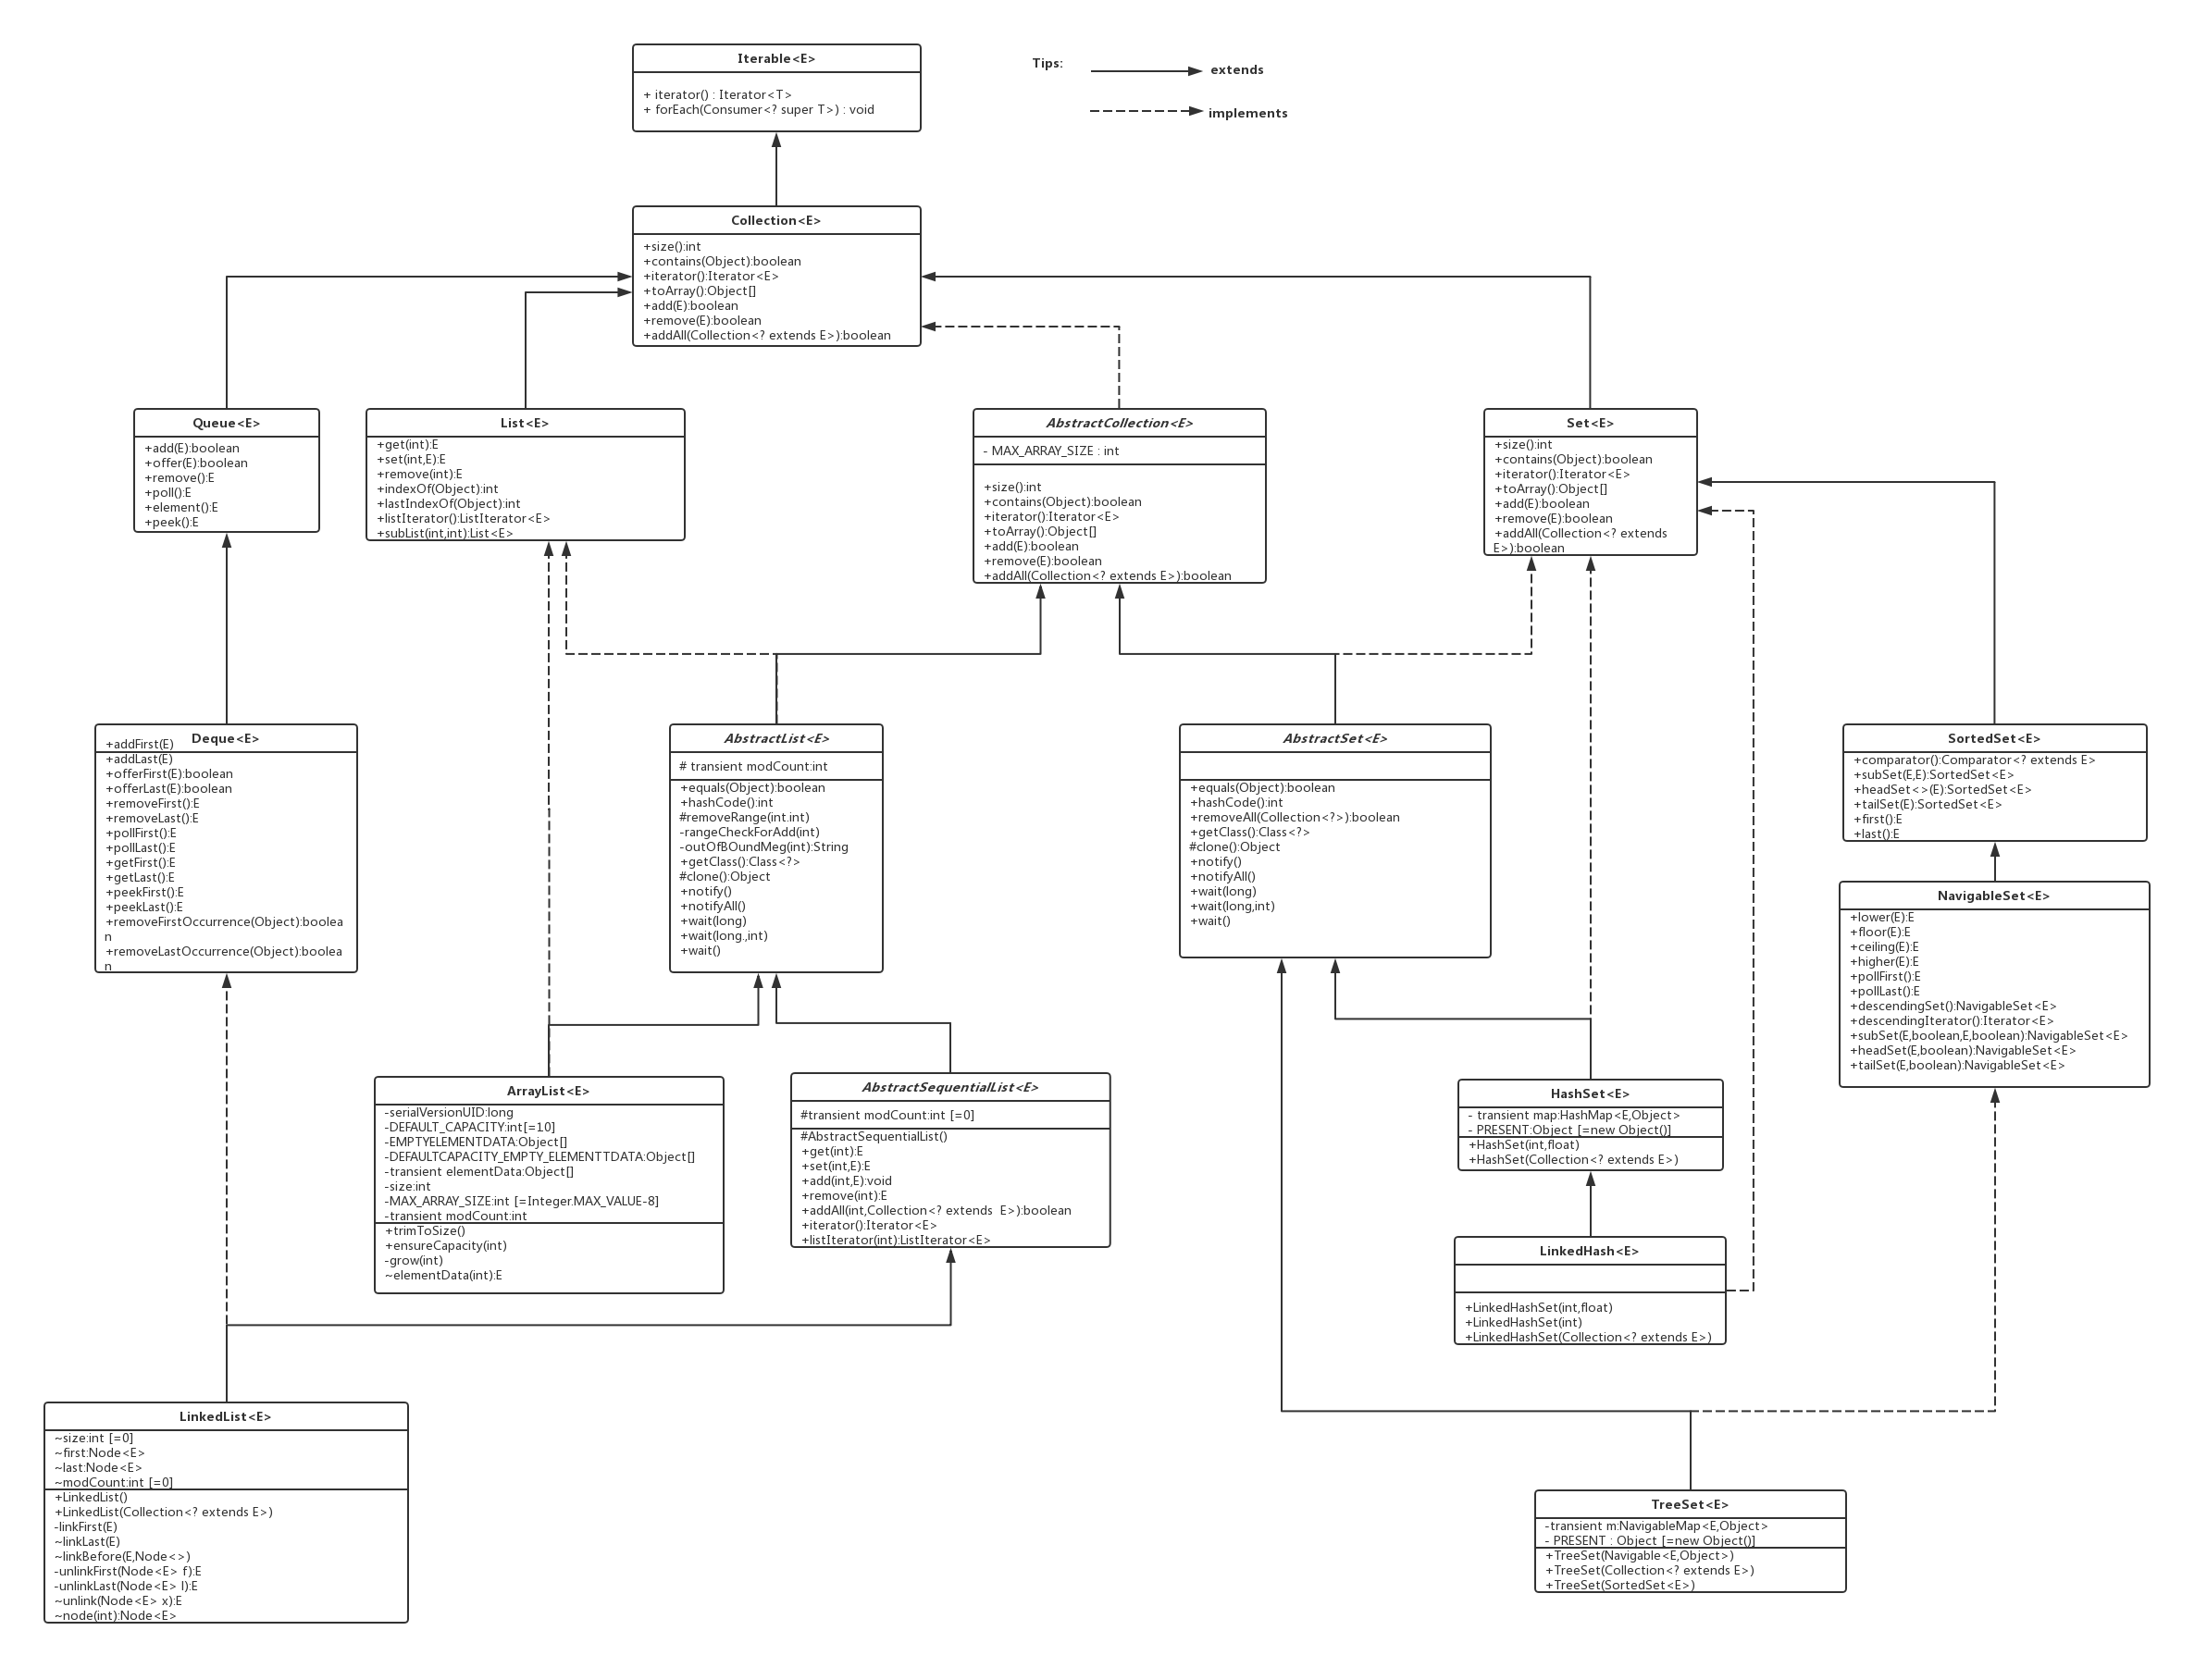 Iterable<E>
+ iterator() : Iterator<T>
+ forEach(Consumer<? super T>) : void
Tips:
extends
implements
Collection<E>
+size():int
+contains(Object):boolean
+iterator():Iterator<E>
+toArray():Object[]
+add(E):boolean
+remove(E):boolean
+addAll(Collection<? extends E>):boolean
Queue<E>
+add(E):boolean
+offer(E):boolean
+remove():E
+poll():E
+element():E
+peek():E
List<E>
+get(int):E
+set(int,E):E
+remove(int):E
+indexOf(Object):int
+lastIndexOf(Object):int
+listIterator():ListIterator<E>
+subList(int,int):List<E>
AbstractCollection<E>
- MAX_ARRAY_SIZE : int
+size():int
+contains(Object):boolean
+iterator():Iterator<E>
+toArray():Object[]
+add(E):boolean
+remove(E):boolean
+addAll(Collection<? extends E>):boolean
Set<E>
+size():int
+contains(Object):boolean
+iterator():Iterator<E>
+toArray():Object[]
+add(E):boolean
+remove(E):boolean
+addAll(Collection<? extends
E>):boolean
Deque<E>
+addFirst(E)
+addLast(E)
+offerFirst(E):boolean
+offerLast(E):boolean
+removeFirst():E
+removeLast():E
+pollFirst():E
+pollLast():E
+getFirst():E
+getLast():E
+peekFirst():E
+peekLast():E
+removeFirstOccurrence(Object):boolea
n
+removeLastOccurrence(Object):boolea
n
AbstractList<E>
# transient modCount:int
+equals(Object):boolean
+hashCode():int
#removeRange(int.int)
-rangeCheckForAdd(int)
-outOfBOundMeg(int):String
+getClass():Class<?>
#clone():Object
+notify()
+notifyAll()
+wait(long)
+wait(long.,int)
+wait()
AbstractSet<E>
+equals(Object):boolean
+hashCode():int
+removeAll(Collection<?>):boolean
+getClass():Class<?>
#clone():Object
+notify()
+notifyAll()
+wait(long)
+wait(long,int)
+wait()
SortedSet<E>
+comparator():Comparator<? extends E>
+subSet(E,E):SortedSet<E>
+headSet<>(E):SortedSet<E>
+tailSet(E):SortedSet<E>
+first():E
+last():E
NavigableSet<E>
+lower(E):E
+floor(E):E
+ceiling(E):E
+higher(E):E
+pollFirst():E
+pollLast():E
+descendingSet():NavigableSet<E>
+descendingIterator():Iterator<E>
+subSet(E,boolean,E,boolean):NavigableSet<E>
+headSet(E,boolean):NavigableSet<E>
+tailSet(E,boolean):NavigableSet<E>
ArrayList<E>
-serialVersionUID:long
-DEFAULT_CAPACITY:int[=10]
-EMPTYELEMENTDATA:Object[]
-DEFAULTCAPACITY_EMPTY_ELEMENTTDATA:Object[]
-transient elementData:Object[]
-size:int
-MAX_ARRAY_SIZE:int [=Integer.MAX_VALUE-8]
-transient modCount:int
+trimToSize()
+ensureCapacity(int)
-grow(int)
~elementData(int):E
AbstractSequentialList<E>
#transient modCount:int [=0]
#AbstractSequentialList()
+get(int):E
+set(int,E):E
+add(int,E):void
+remove(int):E
+addAll(int,Collection<? extends  E>):boolean
+iterator():Iterator<E>
+listIterator(int):ListIterator<E>
HashSet<E>
- transient map:HashMap<E,Object>
- PRESENT:Object [=new Object()]
+HashSet(int,float)
+HashSet(Collection<? extends E>)
LinkedHash<E>
+LinkedHashSet(int,float)
+LinkedHashSet(int)
+LinkedHashSet(Collection<? extends E>)
LinkedList<E>
~size:int [=0]
~first:Node<E>
~last:Node<E>
~modCount:int [=0]
+LinkedList()
+LinkedList(Collection<? extends E>)
-linkFirst(E)
~linkLast(E)
~linkBefore(E,Node<>)
-unlinkFirst(Node<E> f):E
-unlinkLast(Node<E> l):E
~unlink(Node<E> x):E
~node(int):Node<E>
TreeSet<E>
-transient m:NavigableMap<E,Object>
- PRESENT : Object [=new Object()]
+TreeSet(Navigable<E,Object>)
+TreeSet(Collection<? extends E>)
+TreeSet(SortedSet<E>)